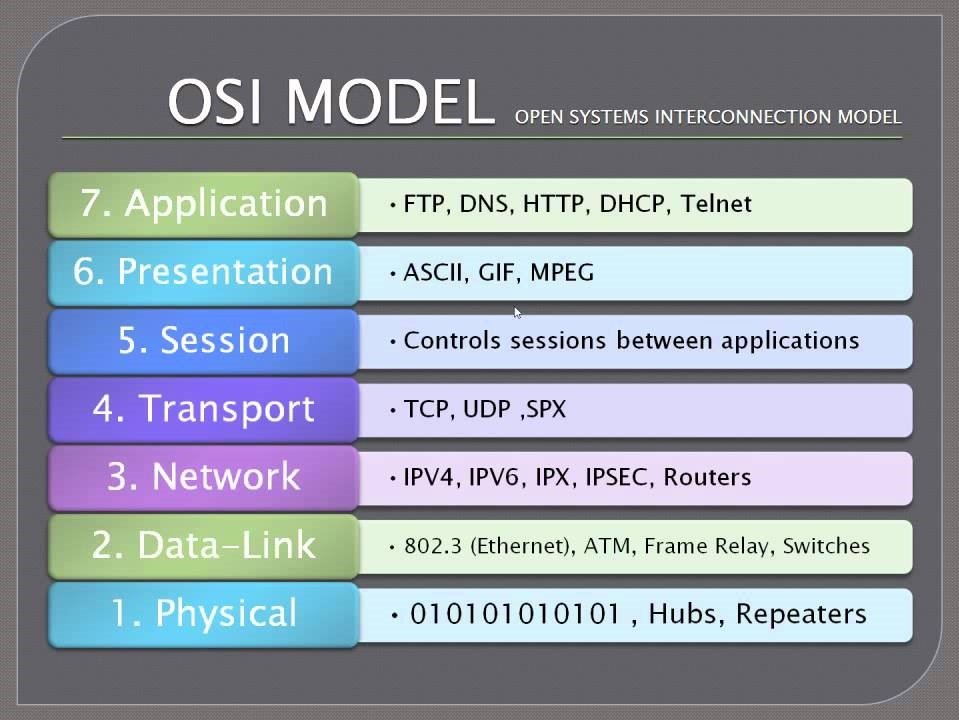 OSI MODEL OPEN SYSTEMS INTERCONNECTION MODEL
7. Application
• FTP, DNS, HTTP, DHCP, Telnet
6. Presentation
• ASCII, GIF, MPEG
5. Session
• Controls sessions between applications
4. Transport
• TCP, UDP ,SPX
3. Network
• IPV4, IPV6, IPX, IPSEC, Routers
2. Data-Link
• 802.3 (Ethernet), ATM, Frame Relay, Switches
1. Physical
• 010101010101 , Hubs, Repeaters